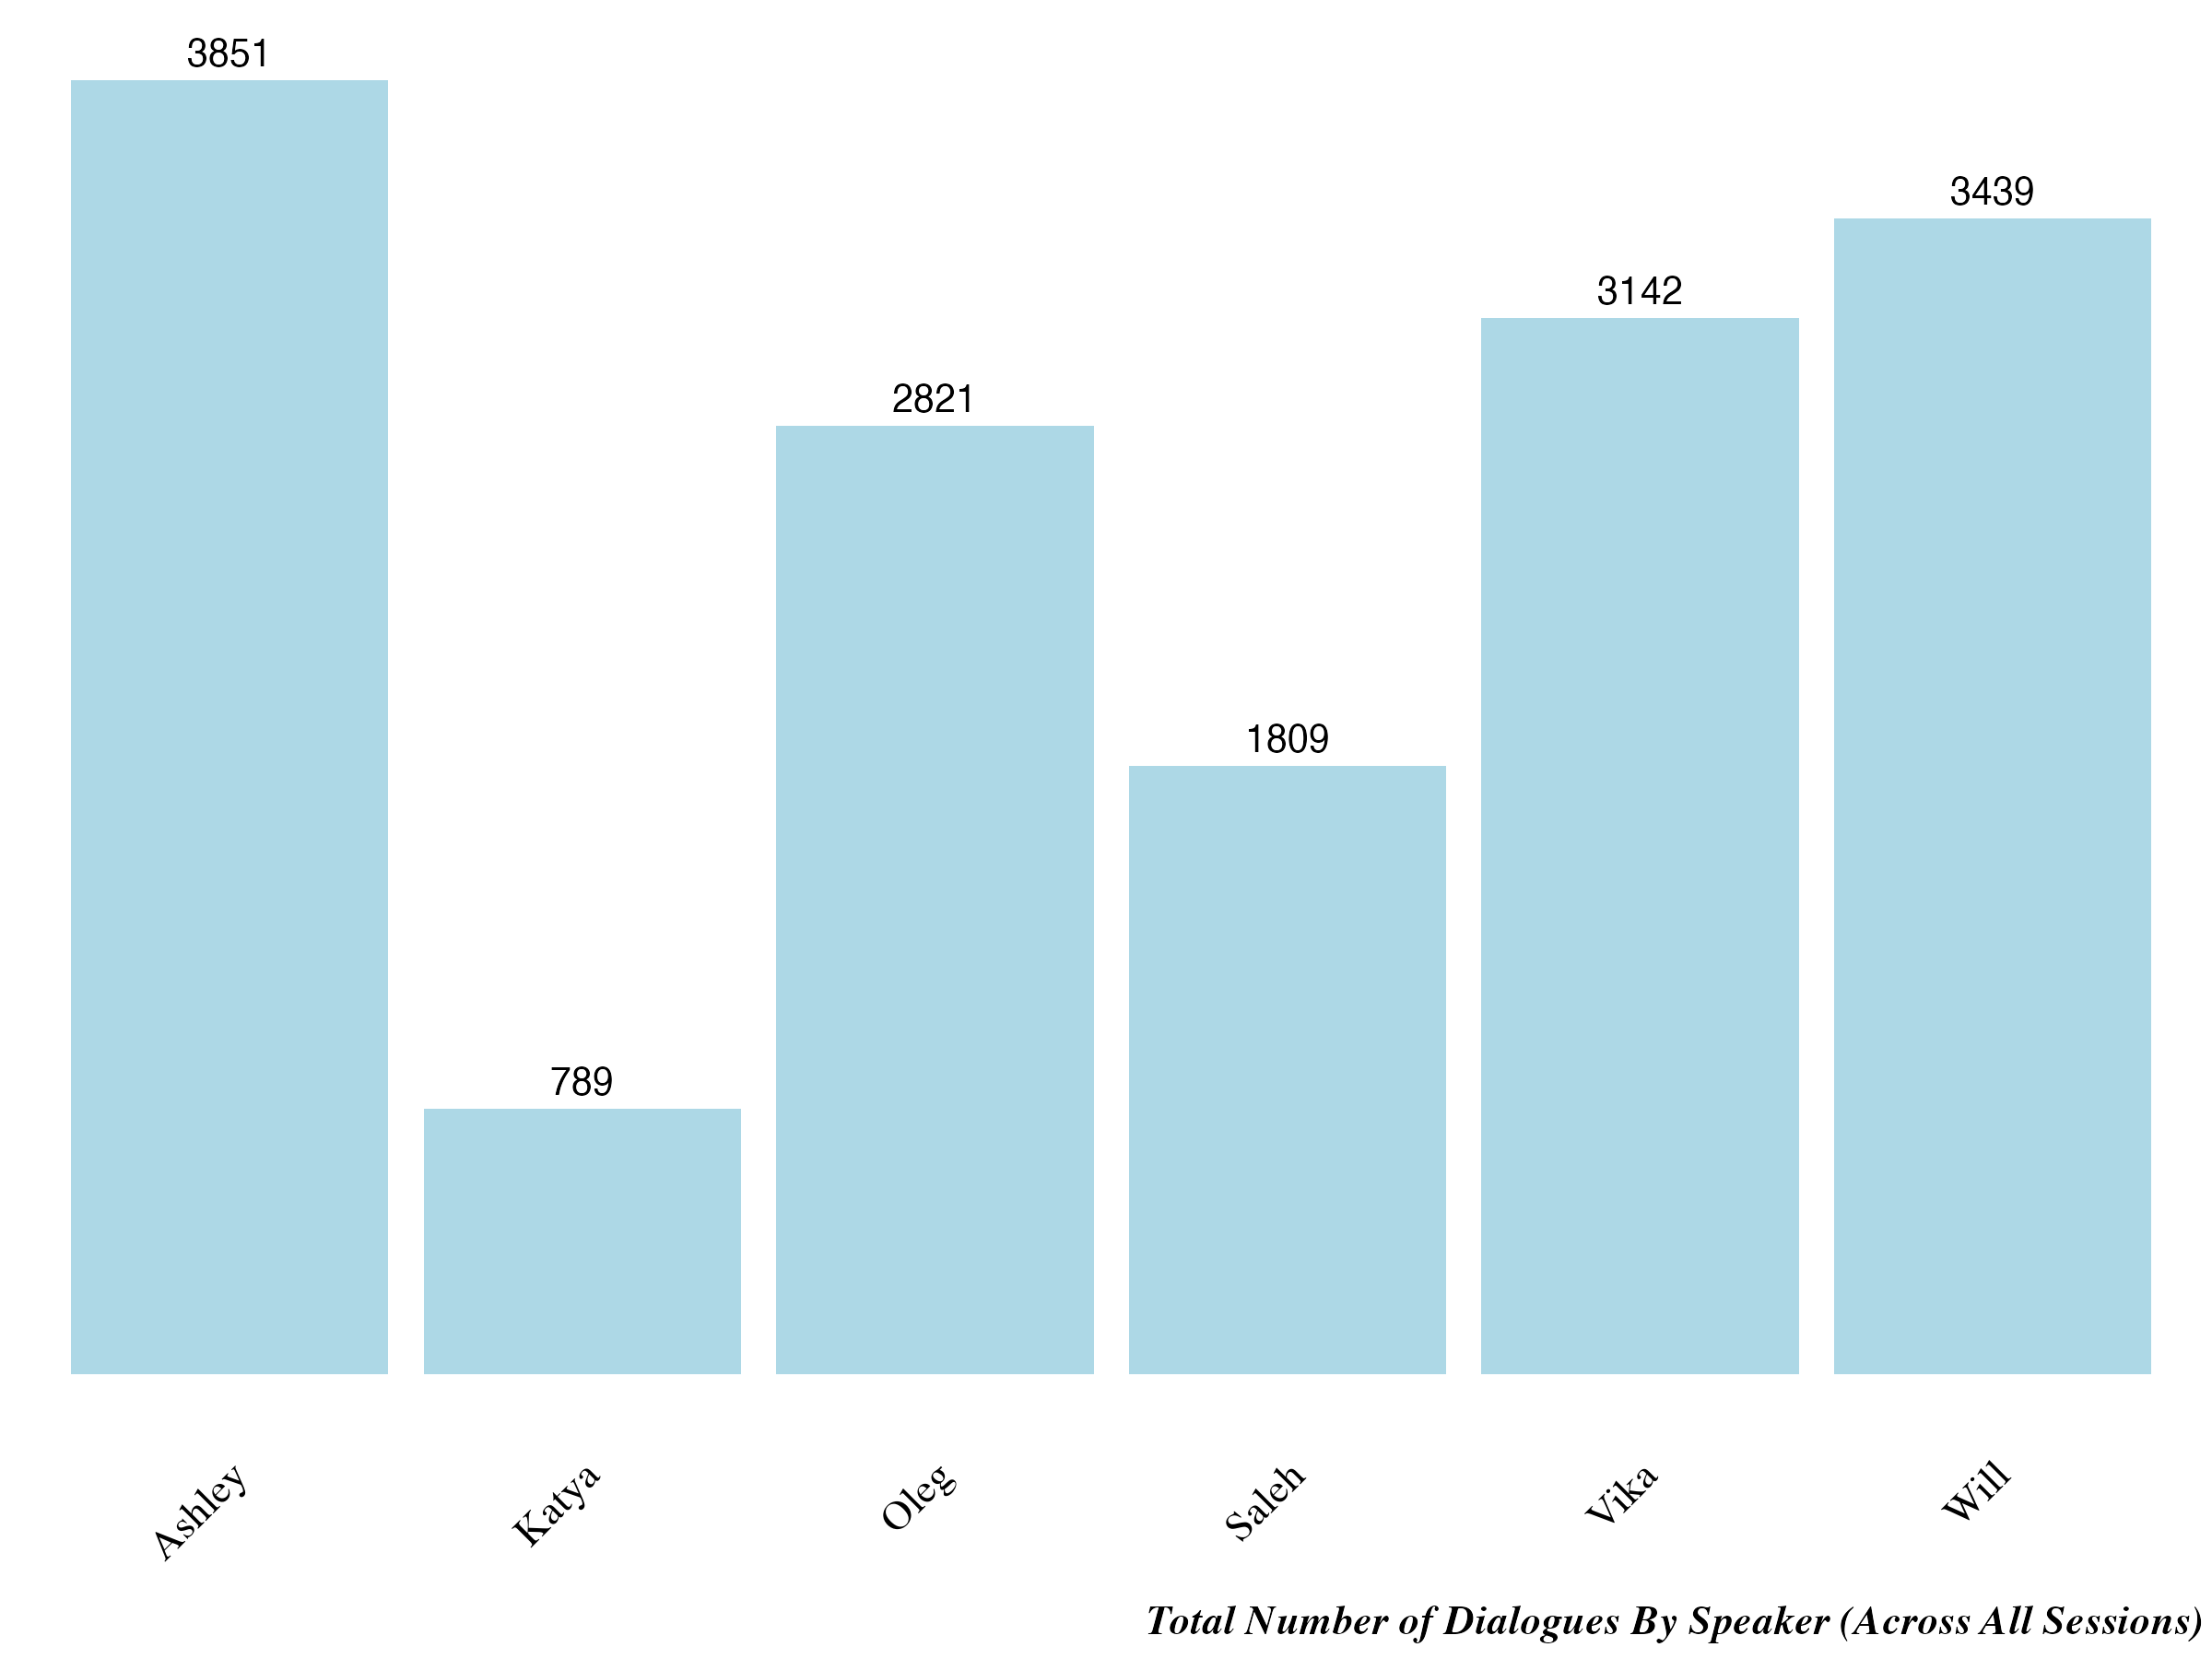 3851
3439
3142
2821
1809
789
Ashley
Katya
Oleg
Saleh
Vika
Will
Total Number of Dialogues By Speaker (Across All Sessions)